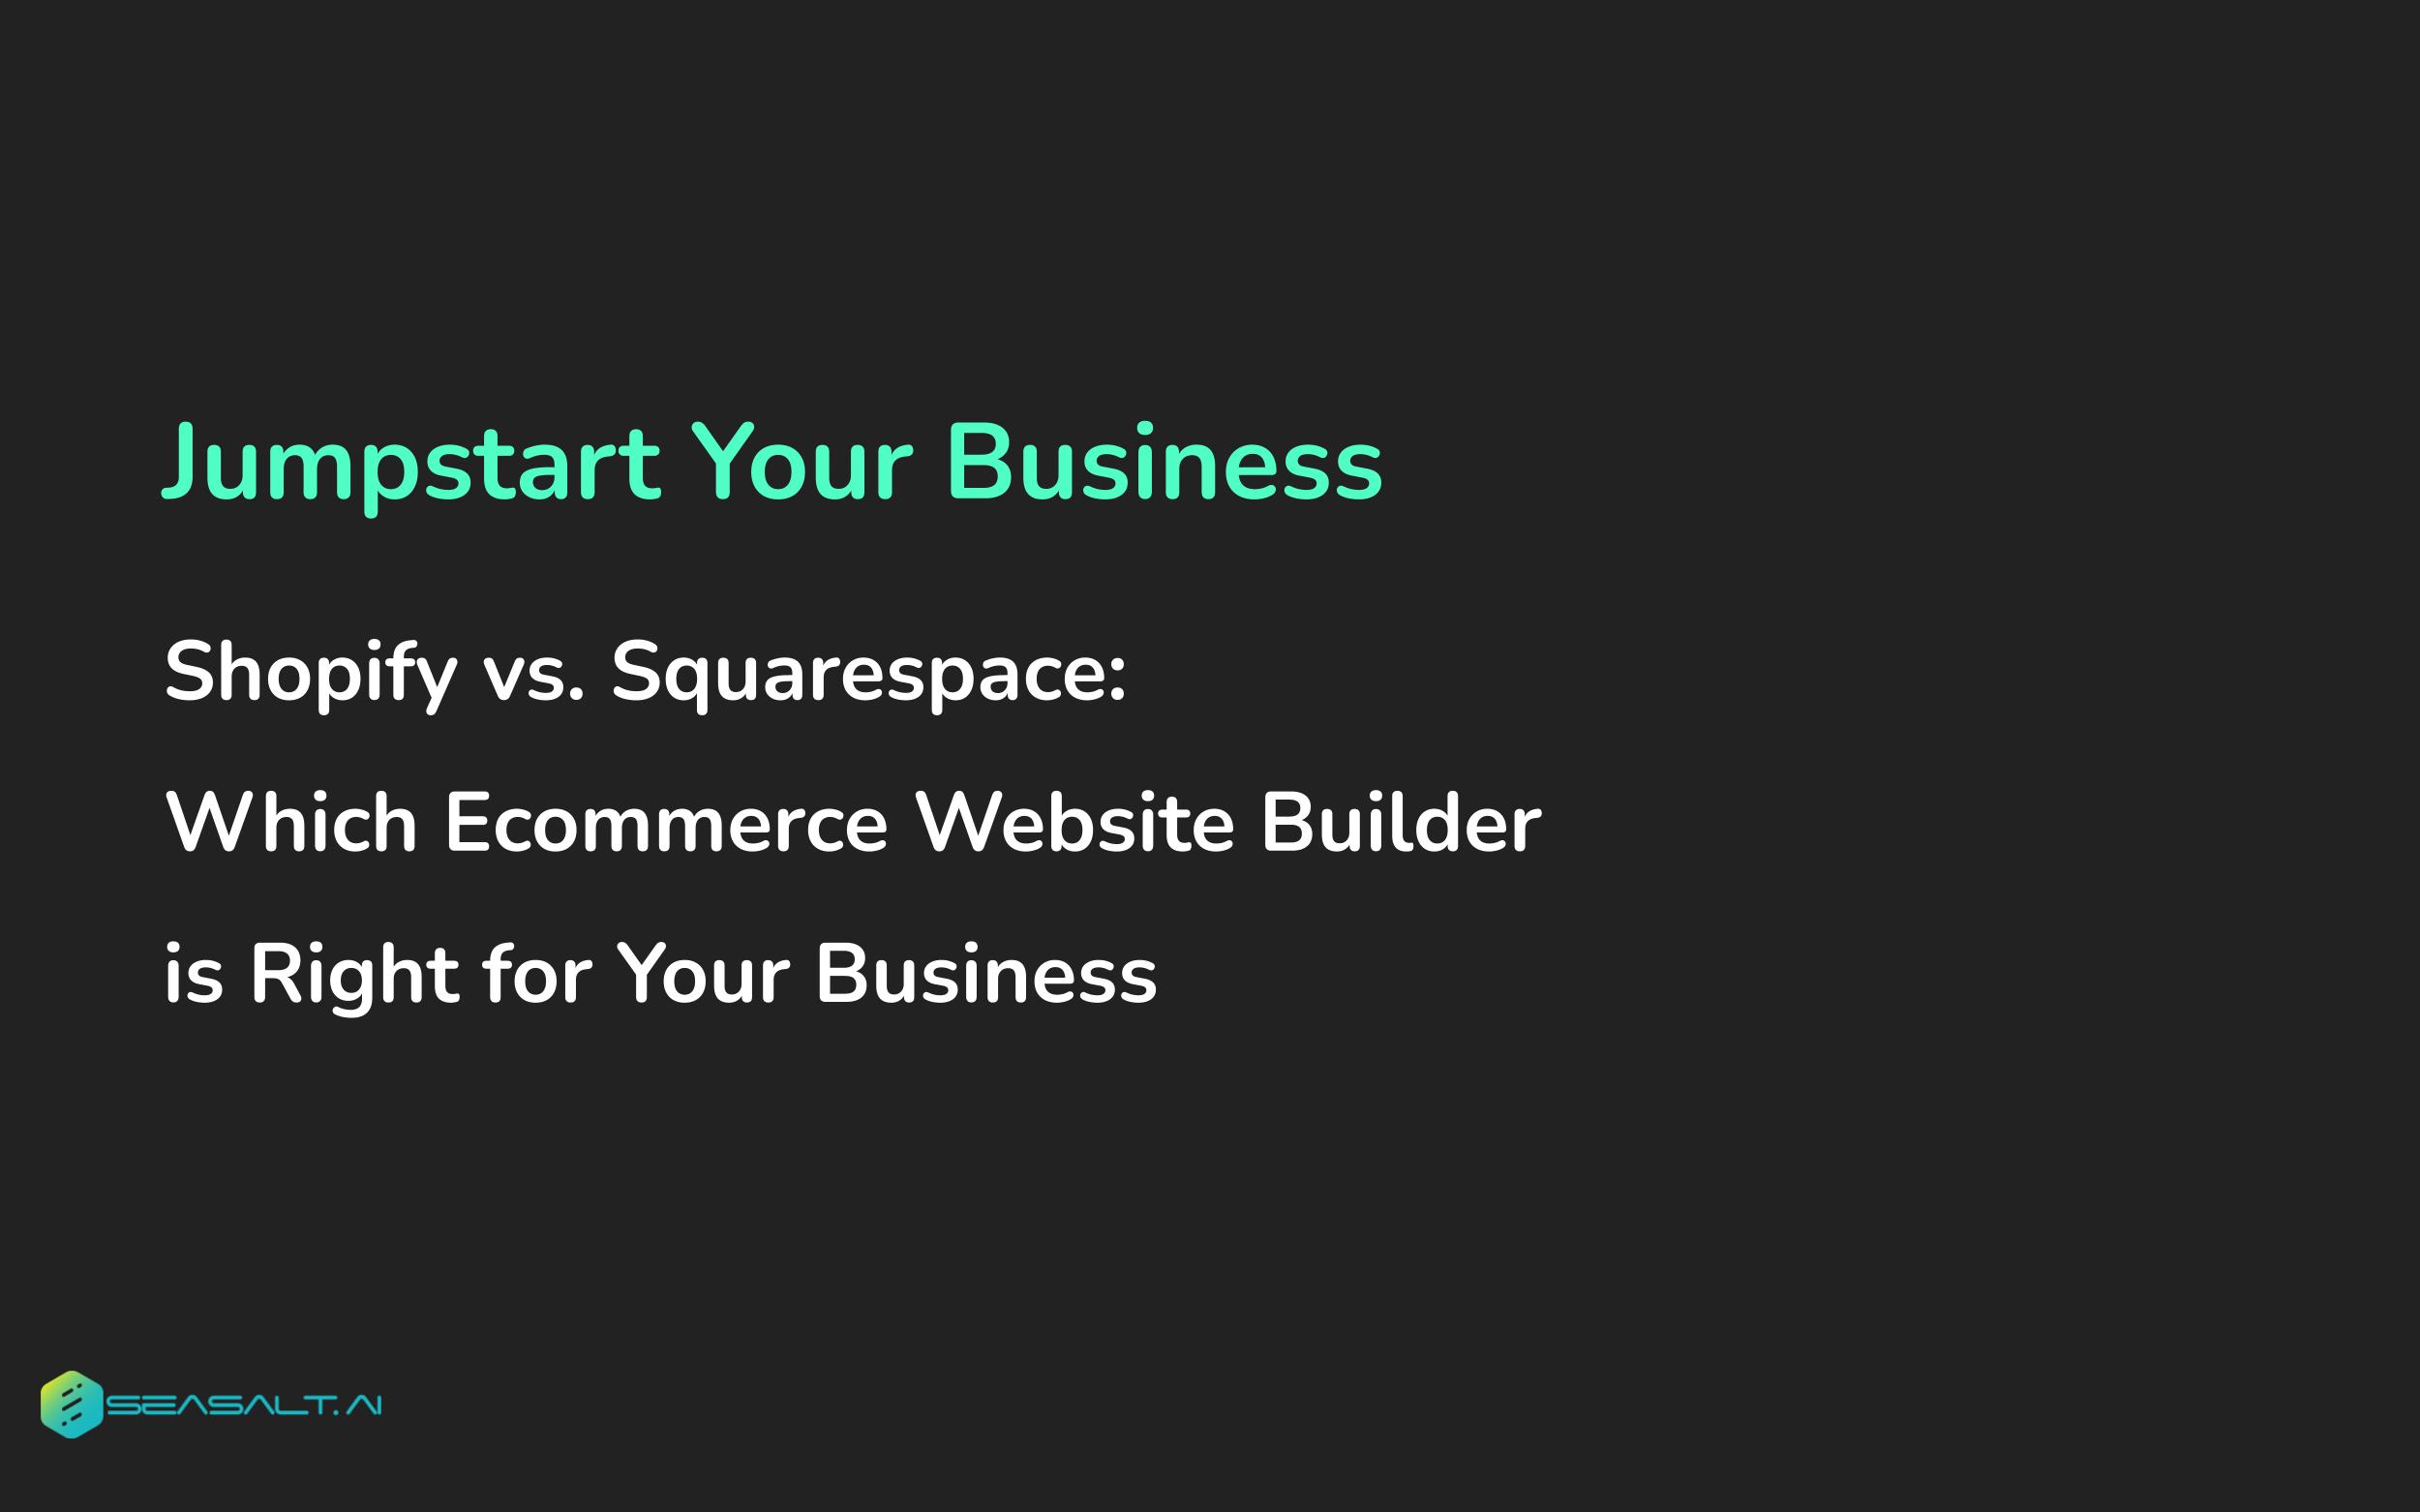 Jumpstart Your Business
Shopify vs. Squarespace:
Which Ecommerce Website Builder
is Right for Your Business
SEASALT.AI